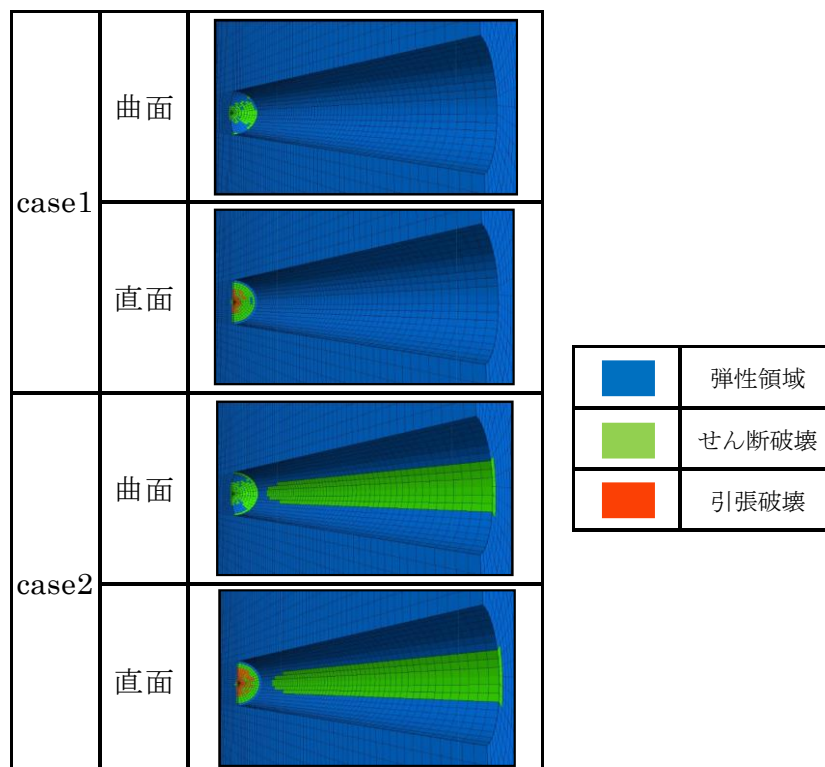 case1
曲面
直面
case2
曲面
直面
弾性領域
せん断破壊
引張破壊